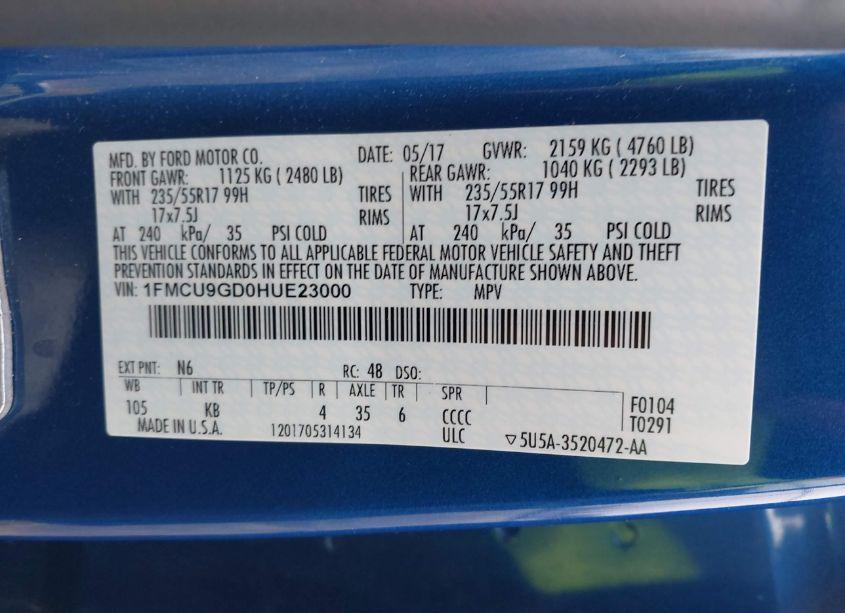 MFD. BY FORD MOTOR CO. DATE: 05/17 GVWR: 2159 KG ( 4760 LB)
FRONT GAWR: 1125 KG ( 2480 LB) REAR GAWR: 1040 KG ( 2293 LB)
WITH 235/55R17 99H TIRES WITH 235/55R17 99H TIRES
17x7.5J RIMS 17x7.5J RIMS
AT 240 kPa/ 35 PSI COLD AT 240 kPa/ 35 PSI COLD
THIS VEHICLE CONFORMS TO ALL APPLICABLE FEDERAL MOTOR VEHICLE SAFETY AND THEFT
PREVENTION STANDARDS IN EFFECT ON THE DATE OF MANUFACTURE SHOWN ABOVE.
VIN: 1FMCU9GD0HUE23000 TYPE: MPV
EXT PNT: N6 RC: 48 DSO:
WB INT TR TP/PS R AXLE TR SPR
105 KB 4 35 6 CCCC F0104
MADE IN U.S.A. 1201705314134 ULC T0291
▽5U5A-3520472-AA